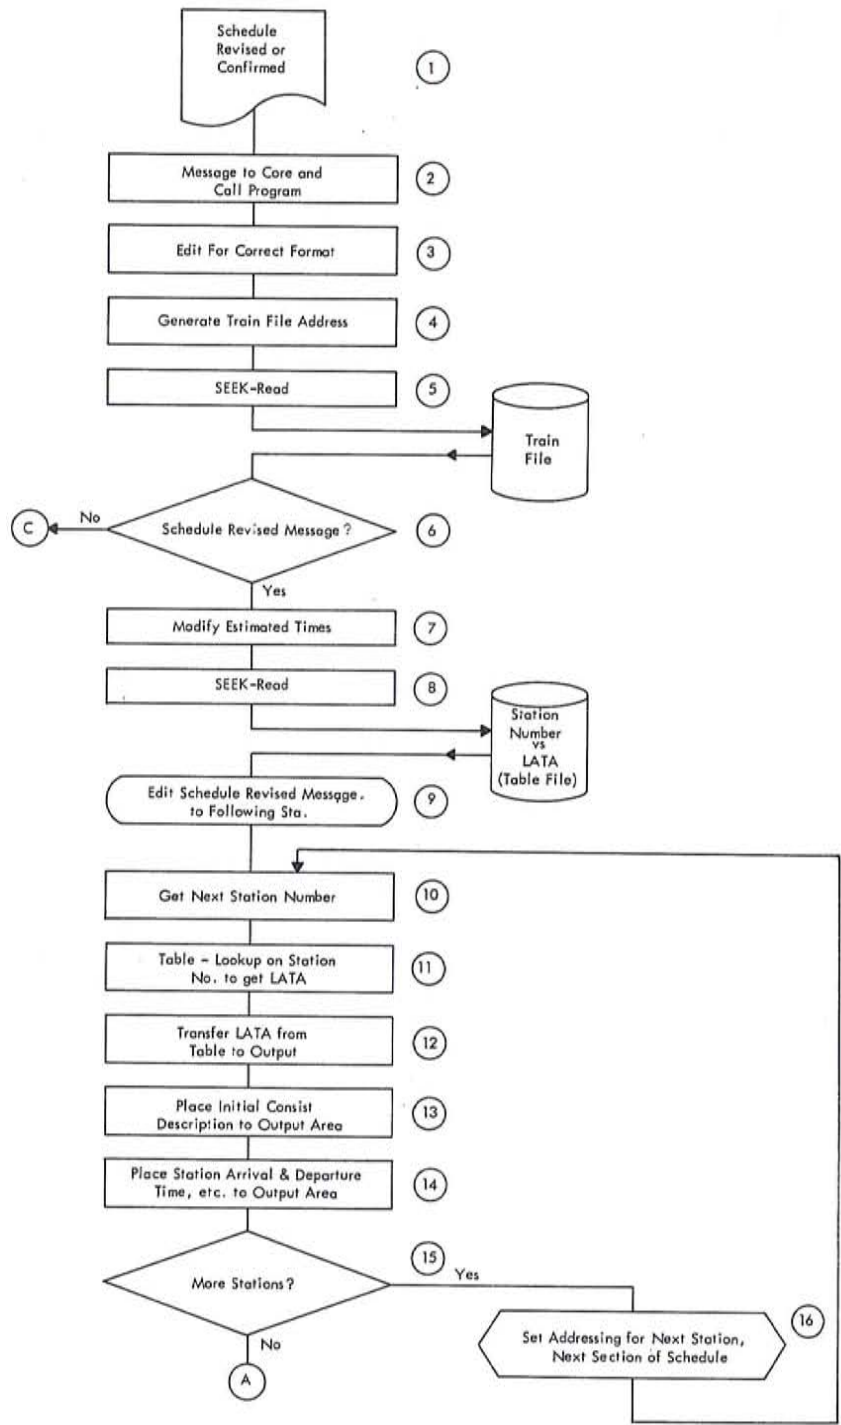 Schedule
Revised or
Confirmed
1
Message to Core and
Call Program
2
Edit For Correct Format
3
Generate Train File Address
4
SEEK-Read
5
Train
File
C
No
Schedule Revised Message?
6
Yes
Modify Estimated Times
7
SEEK-Read
8
Station
Number
vs
LATA
(Table File)
Edit Schedule Revised Message.
to Following Sta.
9
Get Next Station Number
10
Table - Lookup on Station
No. to get LATA
11
Transfer LATA from
Table to Output
12
Place Initial Consist
Description to Output Area
13
Place Station Arrival & Departure
Time, etc. to Output Area
14
More Stations?
15
Yes
Set Addressing for Next Station,
Next Section of Schedule
16
No
A